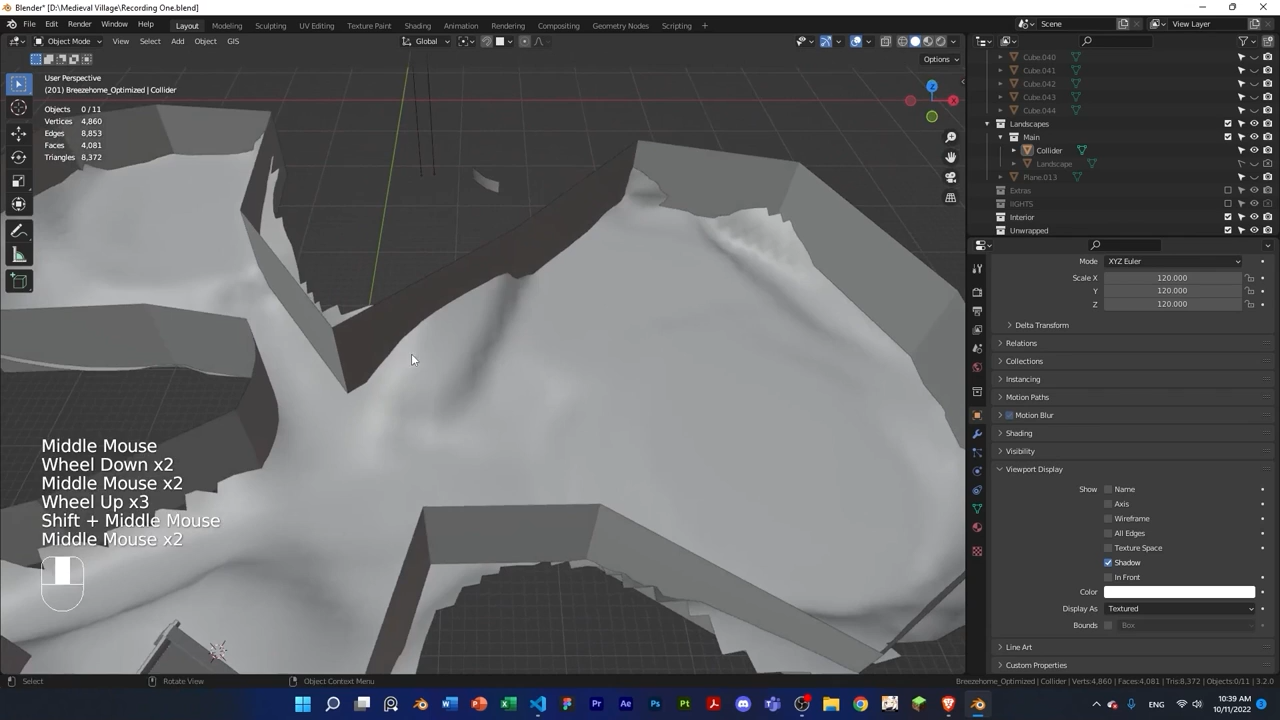 Blender* [D:\Medieval Village\Recording One.blend]
File Edit Render Window Help Layout Modeling Sculpting UV Editing Texture Paint Shading Animation Rendering Compositing Geometry Nodes Scripting + Scene View Layer
Object Mode View Select Add Object GIS Global
Options
User Perspective
(201) Breezehome_Optimized | Collider
Objects 0/11
Vertices 4,860
Edges 8,853
Faces 4,081
Triangles 8,372
Z
X
Cube.040
Cube.041
Cube.042
Cube.043
Cube.044
Landscapes
Main
Collider
Landscape
Plane.013
Extras
lIGHTS
Interior
Unwrapped
Mode XYZ Euler
Scale X 120.000
Y 120.000
Z 120.000
Delta Transform
Relations
Collections
Instancing
Motion Paths
Motion Blur
Shading
Visibility
Viewport Display
Show Name
Axis
Wireframe
All Edges
Texture Space
Shadow
In Front
Color
Display As Textured
Bounds Box
Line Art
Custom Properties
Middle Mouse
Wheel Down x2
Middle Mouse x2
Wheel Up x3
Shift + Middle Mouse
Middle Mouse x2
Select Rotate View Object Context Menu Breezehome_Optimized | Collider | Verts:4,860 | Faces:4,081 | Tris:8,372 | Objects:0/11 | 3.2.0
ENG 10:39 AM
10/11/2022